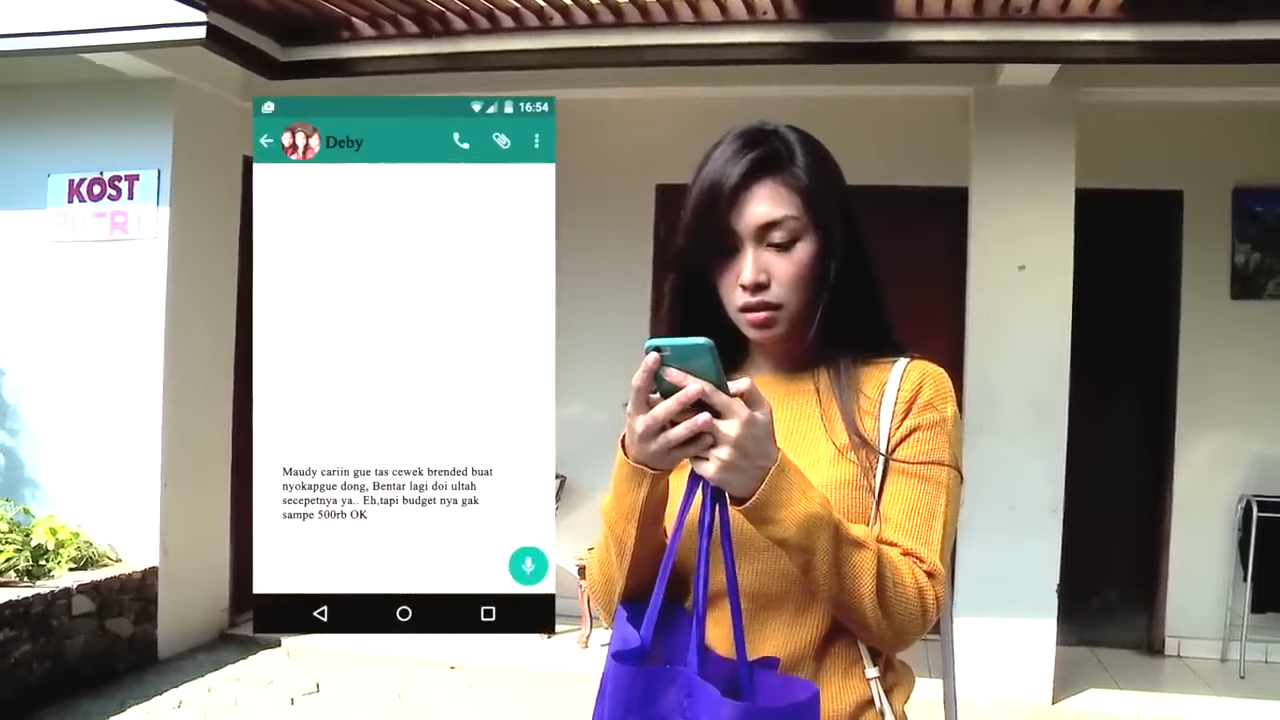 KOST
PUTRI
16:54
Deby
Maudy cariin gue tas cewek brended buat
nyokapgue dong, Bentar lagi doi ultah
secepetnya ya.. Eh,tapi budget nya gak
sampe 500rb OK